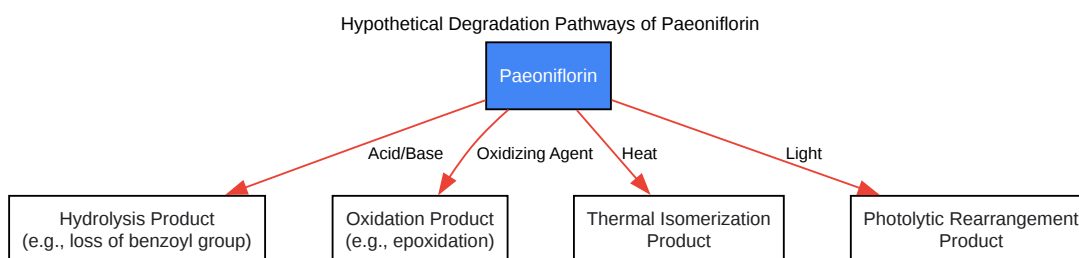 Hypothetical Degradation Pathways of Paeoniflorin
Paeoniflorin
Acid/Base
Oxidizing Agent
Heat
Light
Hydrolysis Product
(e.g., loss of benzoyl group)
Oxidation Product
(e.g., epoxidation)
Thermal Isomerization
Product
Photolytic Rearrangement
Product